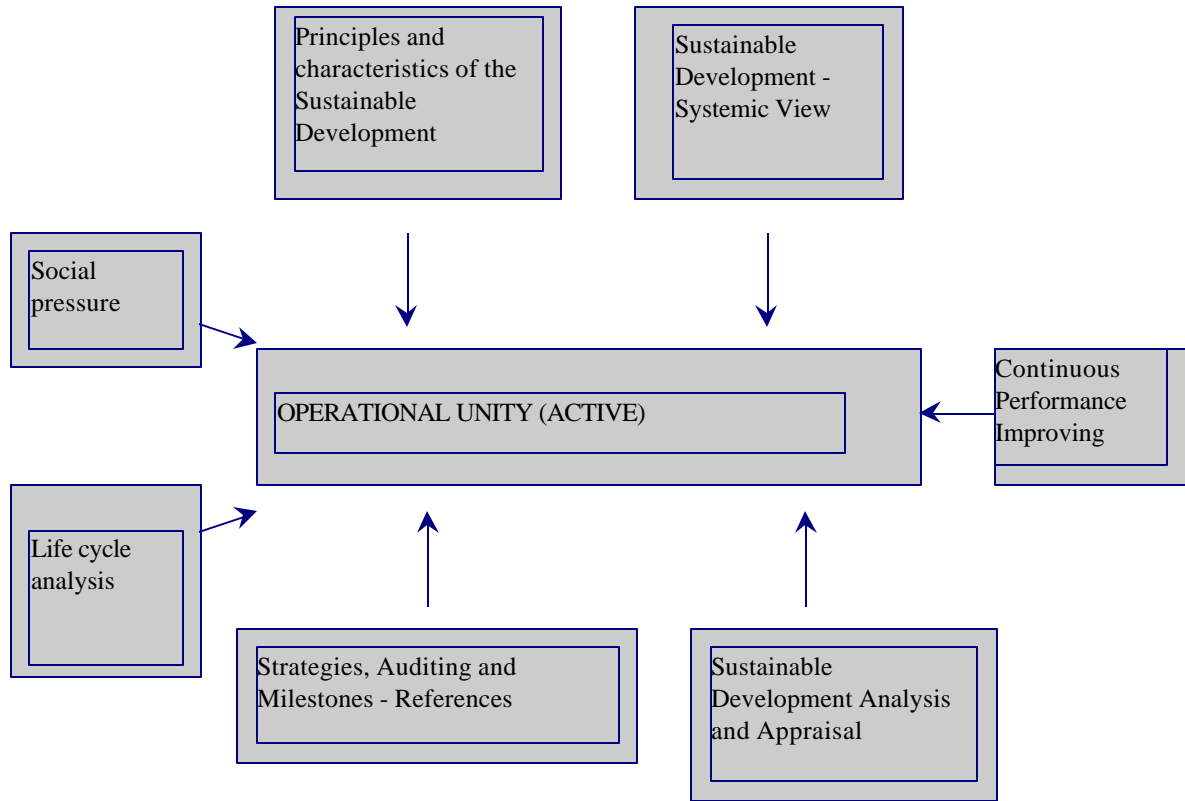 Principles and
characteristics of the
Sustainable
Development
Sustainable
Development -
Systemic View
Social
pressure
OPERATIONAL UNITY (ACTIVE)
Continuous
Performance
Improving
Life cycle
analysis
Strategies, Auditing and
Milestones - References
Sustainable
Development Analysis
and Appraisal